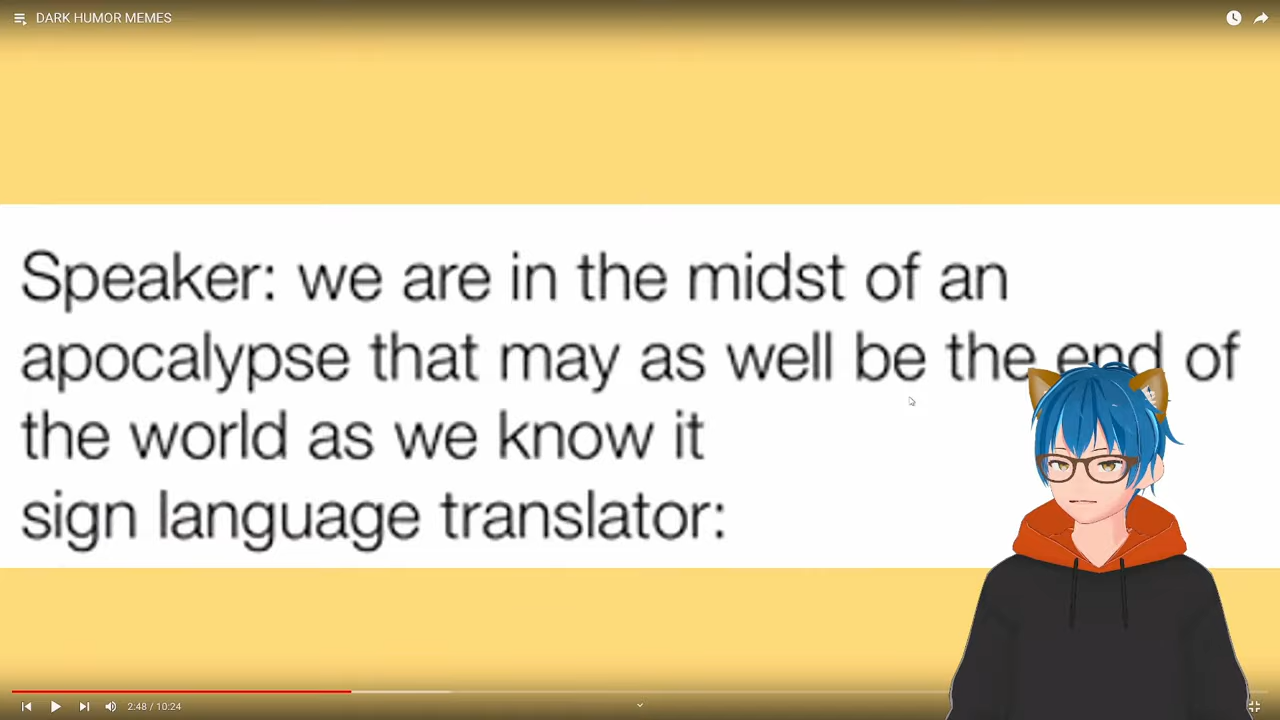 DARK HUMOR MEMES
Speaker: we are in the midst of an
apocalypse that may as well be the end of
the world as we know it
sign language translator:
2:48 / 10:24